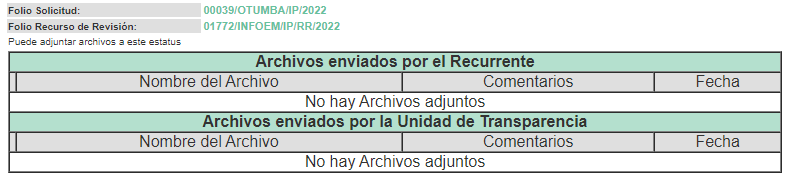 Folio Solicitud: 00039/OTUMBA/IP/2022
Folio Recurso de Revisión: 01772/INFOEM/IP/RR/2022
Puede adjuntar archivos a este estatus
Archivos enviados por el Recurrente
Nombre del Archivo Comentarios Fecha
No hay Archivos adjuntos
Archivos enviados por la Unidad de Transparencia
Nombre del Archivo Comentarios Fecha
No hay Archivos adjuntos